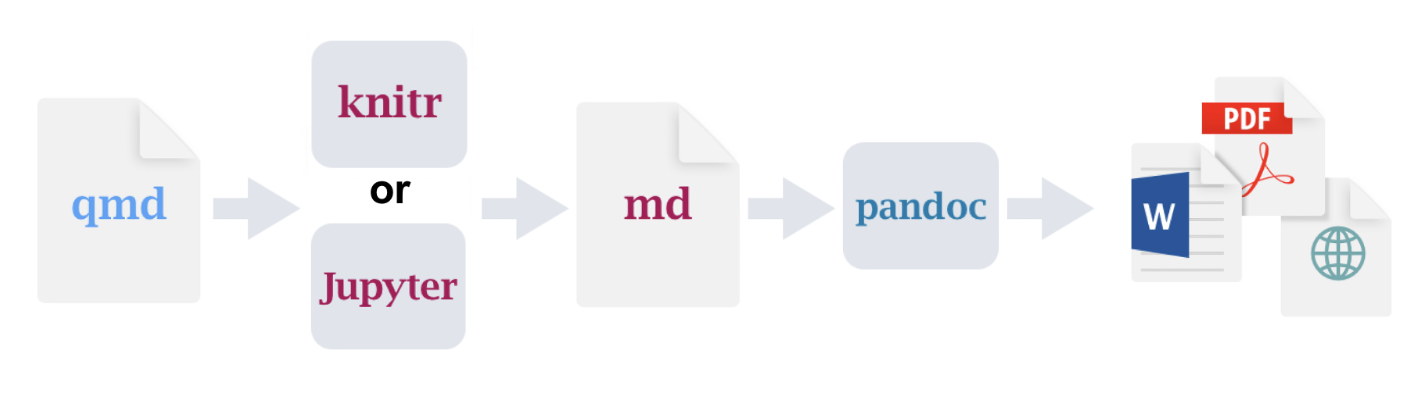 qmd
knitr
or
Jupyter
md
pandoc
PDF
W